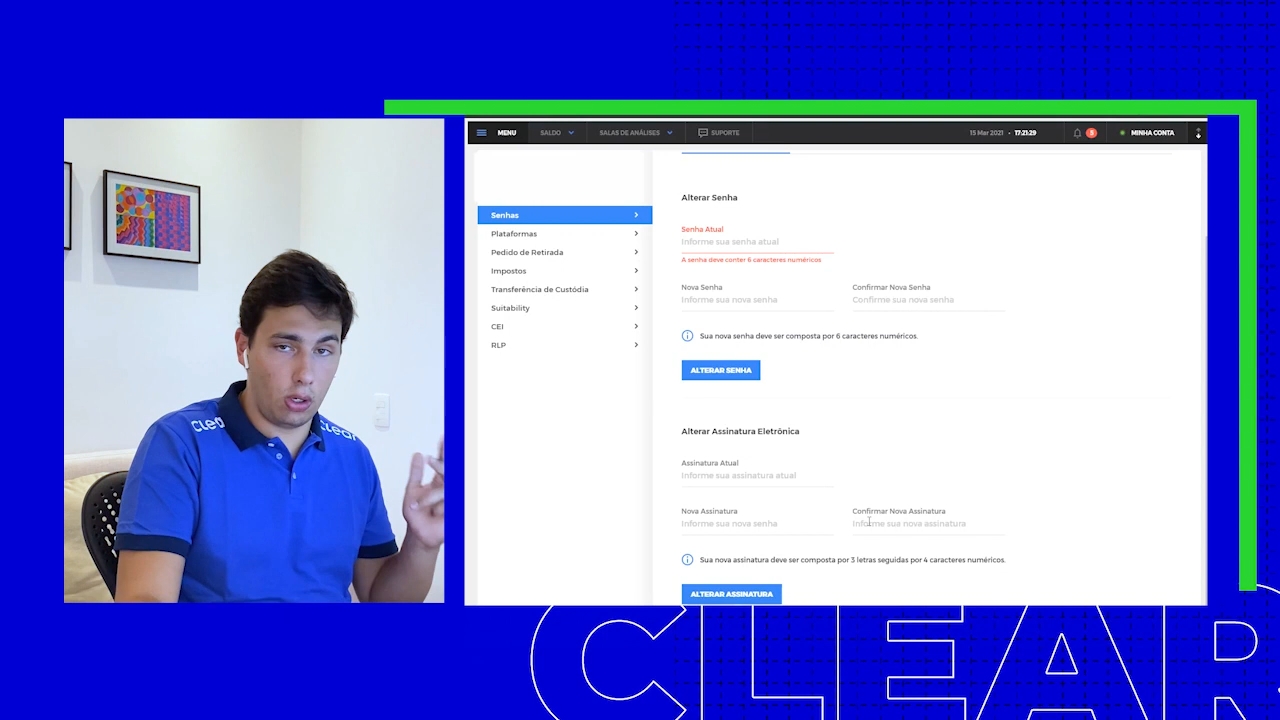 MENU SALDO SALAS DE ANÁLISES SUPORTE 15 Mar 2021 • 17:21:29 MINHA CONTA
Senhas
Plataformas
Pedido de Retirada
Impostos
Transferência de Custódia
Suitability
CEI
RLP
Alterar Senha
Senha Atual
Informe sua senha atual
A senha deve conter 6 caracteres numéricos
Nova Senha Confirmar Nova Senha
Informe sua nova senha Confirme sua nova senha
Sua nova senha deve ser composta por 6 caracteres numéricos.
ALTERAR SENHA
Alterar Assinatura Eletrônica
Assinatura Atual
Informe sua assinatura atual
Nova Assinatura Confirmar Nova Assinatura
Informe sua nova senha Informe sua nova assinatura
Sua nova assinatura deve ser composta por 3 letras seguidas por 4 caracteres numéricos.
ALTERAR ASSINATURA
clear
CLEAR